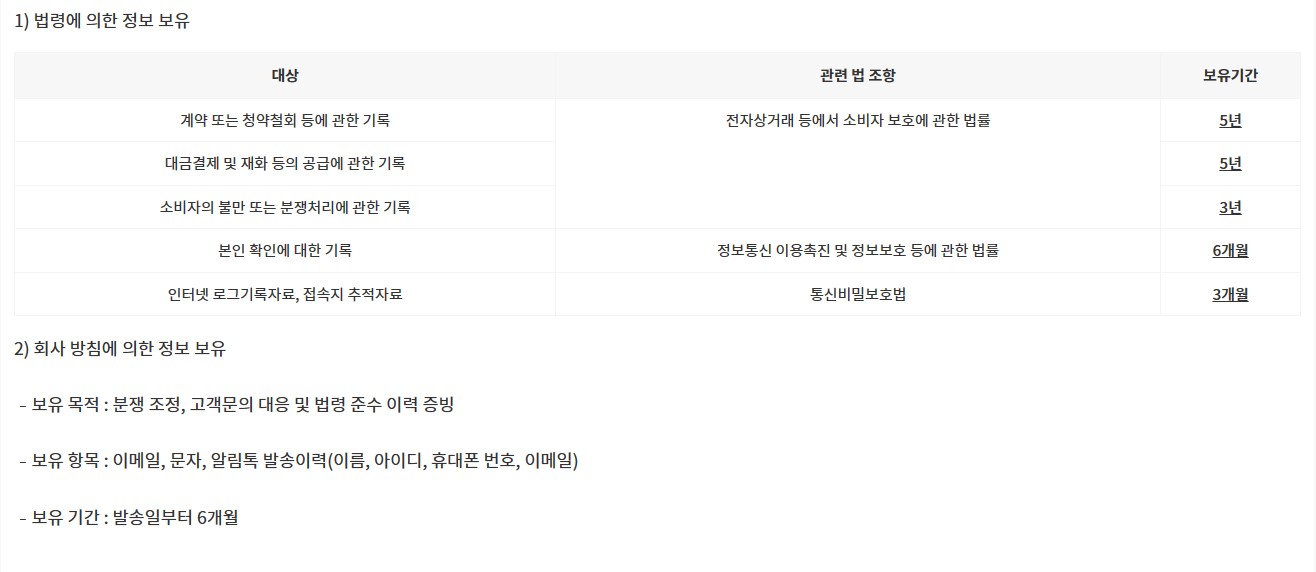 1) 법령에 의한 정보 보유
대상 관련 법 조항 보유기간
계약 또는 청약철회 등에 관한 기록 전자상거래 등에서 소비자 보호에 관한 법률 5년
대금결제 및 재화 등의 공급에 관한 기록 5년
소비자의 불만 또는 분쟁처리에 관한 기록 3년
본인 확인에 대한 기록 정보통신 이용촉진 및 정보보호 등에 관한 법률 6개월
인터넷 로그기록자료, 접속지 추적자료 통신비밀보호법 3개월
2) 회사 방침에 의한 정보 보유
- 보유 목적 : 분쟁 조정, 고객문의 대응 및 법령 준수 이력 증빙
- 보유 항목 : 이메일, 문자, 알림톡 발송이력(이름, 아이디, 휴대폰 번호, 이메일)
- 보유 기간 : 발송일부터 6개월